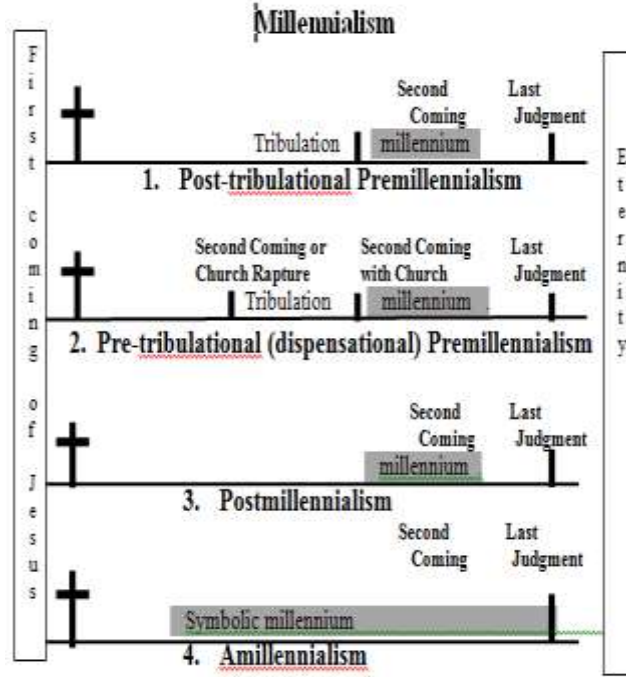 Millennialism
First coming of Jesus
Second Last
Coming Judgment
Tribulation millennium
1. Post-tribulational Premillennialism
Second Coming or Second Coming Last
Church Rapture with Church Judgment
Tribulation millennium
2. Pre-tribulational (dispensational) Premillennialism
Second Last
Coming Judgment
millennium
3. Postmillennialism
Second Last
Coming Judgment
Symbolic millennium
4. Amillennialism
Eternity